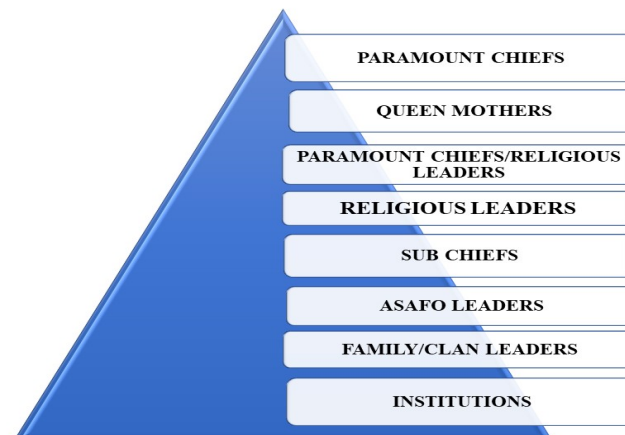 PARAMOUNT CHIEFS
QUEEN MOTHERS
PARAMOUNT CHIEFS/RELIGIOUS
LEADERS
RELIGIOUS LEADERS
SUB CHIEFS
ASAFO LEADERS
FAMILY/CLAN LEADERS
INSTITUTIONS